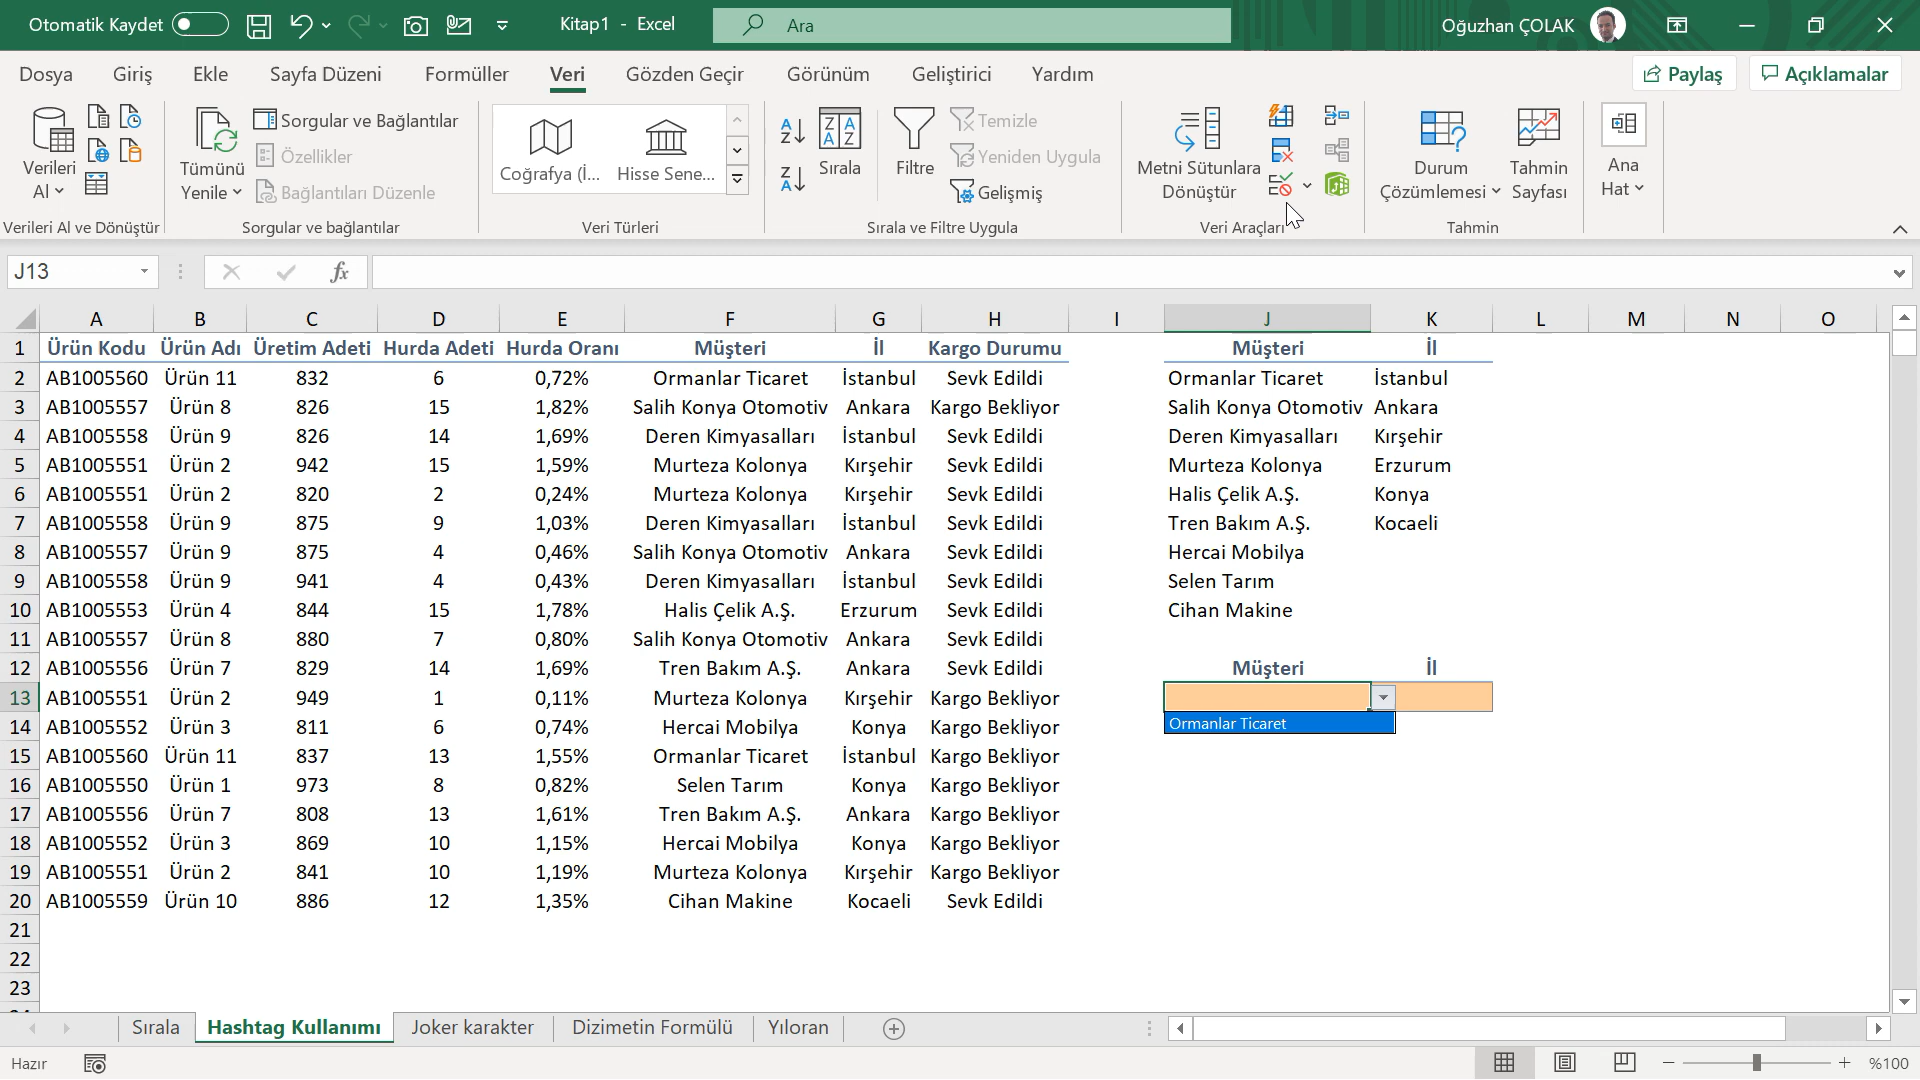 Otomatik Kaydet
Kitap1 - Excel
Ara
Oğuzhan ÇOLAK
Dosya Giriş Ekle Sayfa Düzeni Formüller Veri Gözden Geçir Görünüm Geliştirici Yardım
Paylaş Açıklamalar
Verileri Al
Tümünü Yenile
Sorgular ve Bağlantılar
Özellikler
Bağlantıları Düzenle
Coğrafya (İ... Hisse Sene...
Sırala
Filtre
Temizle
Yeniden Uygula
Gelişmiş
Metni Sütunlara Dönüştür
Durum Çözümlemesi
Tahmin Sayfası
Ana Hat
Verileri Al ve Dönüştür Sorgular ve bağlantılar Veri Türleri Sırala ve Filtre Uygula Veri Araçları Tahmin
J13 fx
A B C D E F G H I J K L M N O
1 Ürün Kodu Ürün Adı Üretim Adeti Hurda Adeti Hurda Oranı Müşteri İl Kargo Durumu Müşteri İl
2 AB1005560 Ürün 11 832 6 0,72% Ormanlar Ticaret İstanbul Sevk Edildi Ormanlar Ticaret İstanbul
3 AB1005557 Ürün 8 826 15 1,82% Salih Konya Otomotiv Ankara Kargo Bekliyor Salih Konya Otomotiv Ankara
4 AB1005558 Ürün 9 826 14 1,69% Deren Kimyasalları İstanbul Sevk Edildi Deren Kimyasalları Kırşehir
5 AB1005551 Ürün 2 942 15 1,59% Murteza Kolonya Kırşehir Sevk Edildi Murteza Kolonya Erzurum
6 AB1005551 Ürün 2 820 2 0,24% Murteza Kolonya Kırşehir Sevk Edildi Halis Çelik A.Ş. Konya
7 AB1005558 Ürün 9 875 9 1,03% Deren Kimyasalları İstanbul Sevk Edildi Tren Bakım A.Ş. Kocaeli
8 AB1005557 Ürün 9 875 4 0,46% Salih Konya Otomotiv Ankara Sevk Edildi Hercai Mobilya
9 AB1005558 Ürün 9 941 4 0,43% Deren Kimyasalları İstanbul Sevk Edildi Selen Tarım
10 AB1005553 Ürün 4 844 15 1,78% Halis Çelik A.Ş. Erzurum Sevk Edildi Cihan Makine
11 AB1005557 Ürün 8 880 7 0,80% Salih Konya Otomotiv Ankara Sevk Edildi
12 AB1005556 Ürün 7 829 14 1,69% Tren Bakım A.Ş. Ankara Sevk Edildi Müşteri İl
13 AB1005551 Ürün 2 949 1 0,11% Murteza Kolonya Kırşehir Kargo Bekliyor
14 AB1005552 Ürün 3 811 6 0,74% Hercai Mobilya Konya Kargo Bekliyor Ormanlar Ticaret
15 AB1005560 Ürün 11 837 13 1,55% Ormanlar Ticaret İstanbul Kargo Bekliyor
16 AB1005550 Ürün 1 973 8 0,82% Selen Tarım Konya Kargo Bekliyor
17 AB1005556 Ürün 7 808 13 1,61% Tren Bakım A.Ş. Ankara Kargo Bekliyor
18 AB1005552 Ürün 3 869 10 1,15% Hercai Mobilya Konya Kargo Bekliyor
19 AB1005551 Ürün 2 841 10 1,19% Murteza Kolonya Kırşehir Kargo Bekliyor
20 AB1005559 Ürün 10 886 12 1,35% Cihan Makine Kocaeli Sevk Edildi
21
22
23
Sırala Hashtag Kullanımı Joker karakter Dizimetin Formülü Yıloran
Hazır %100